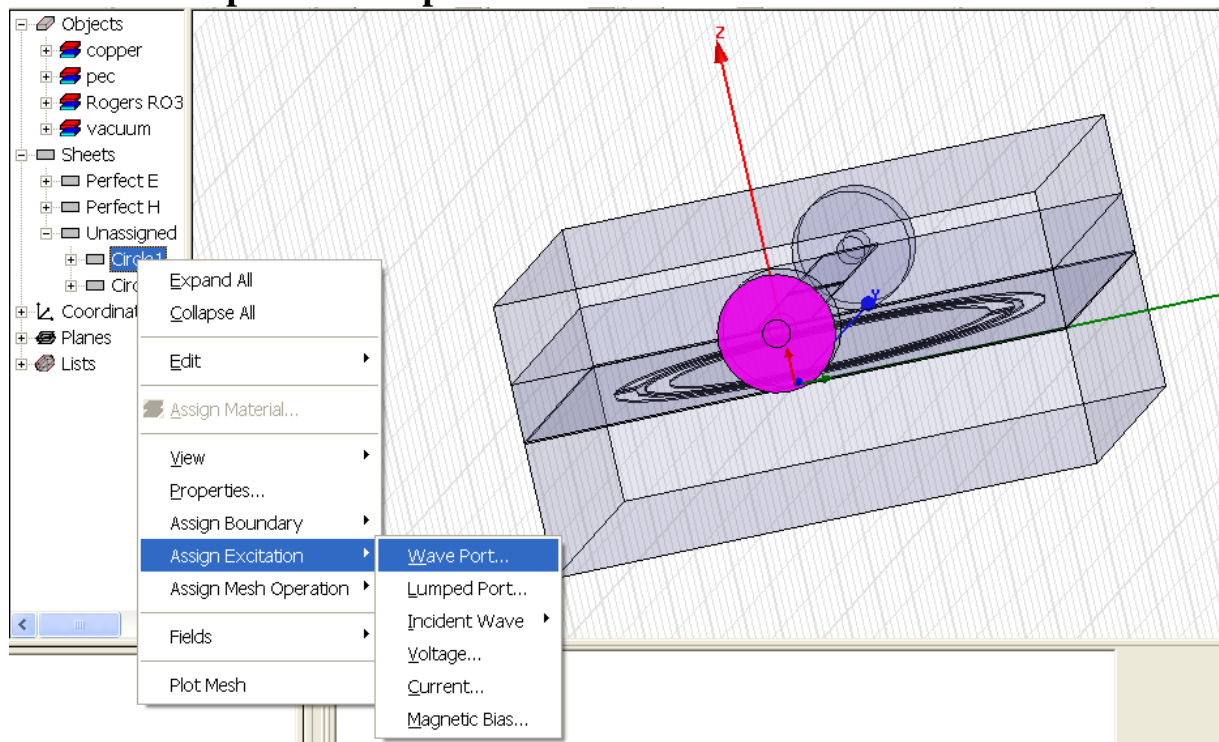 Objects
copper
pec
Rogers RO3
vacuum
Sheets
Perfect E
Perfect H
Unassigned
Circle1
Circ
Coordinat
Planes
Lists
Expand All
Collapse All
Edit
Assign Material...
View
Properties...
Assign Boundary
Assign Excitation
Assign Mesh Operation
Fields
Plot Mesh
Wave Port...
Lumped Port...
Incident Wave
Voltage...
Current...
Magnetic Bias...
Z
Y